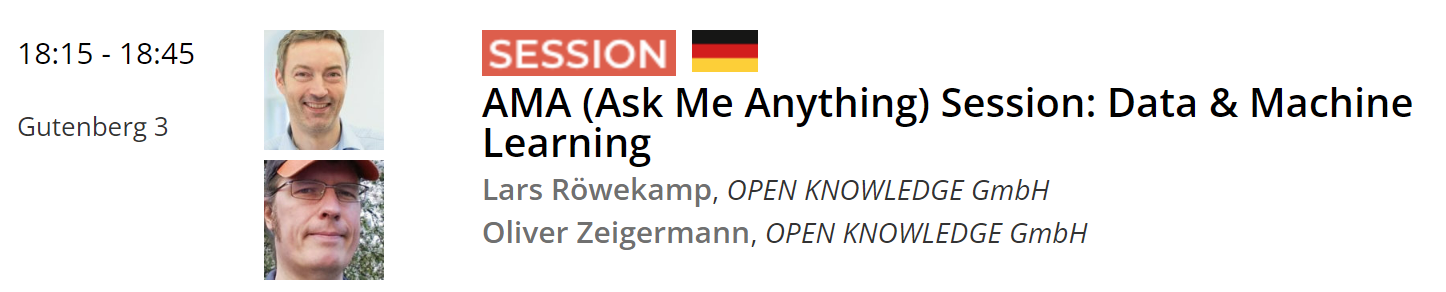 18:15 - 18:45
Gutenberg 3
SESSION
AMA (Ask Me Anything) Session: Data & Machine
Learning
Lars Röwekamp, OPEN KNOWLEDGE GmbH
Oliver Zeigermann, OPEN KNOWLEDGE GmbH